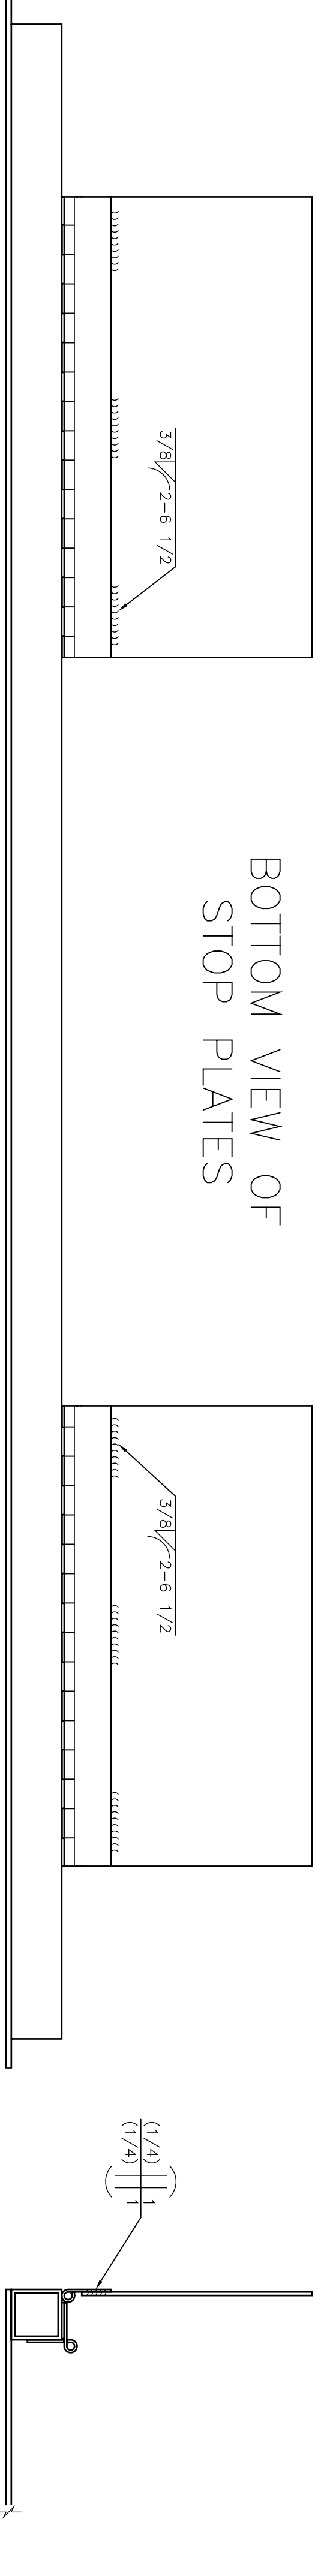 3/8 2-6 1/2
BOTTOM VIEW OF
STOP PLATES
3/8 2-6 1/2
(1/4) 1
(1/4) 1